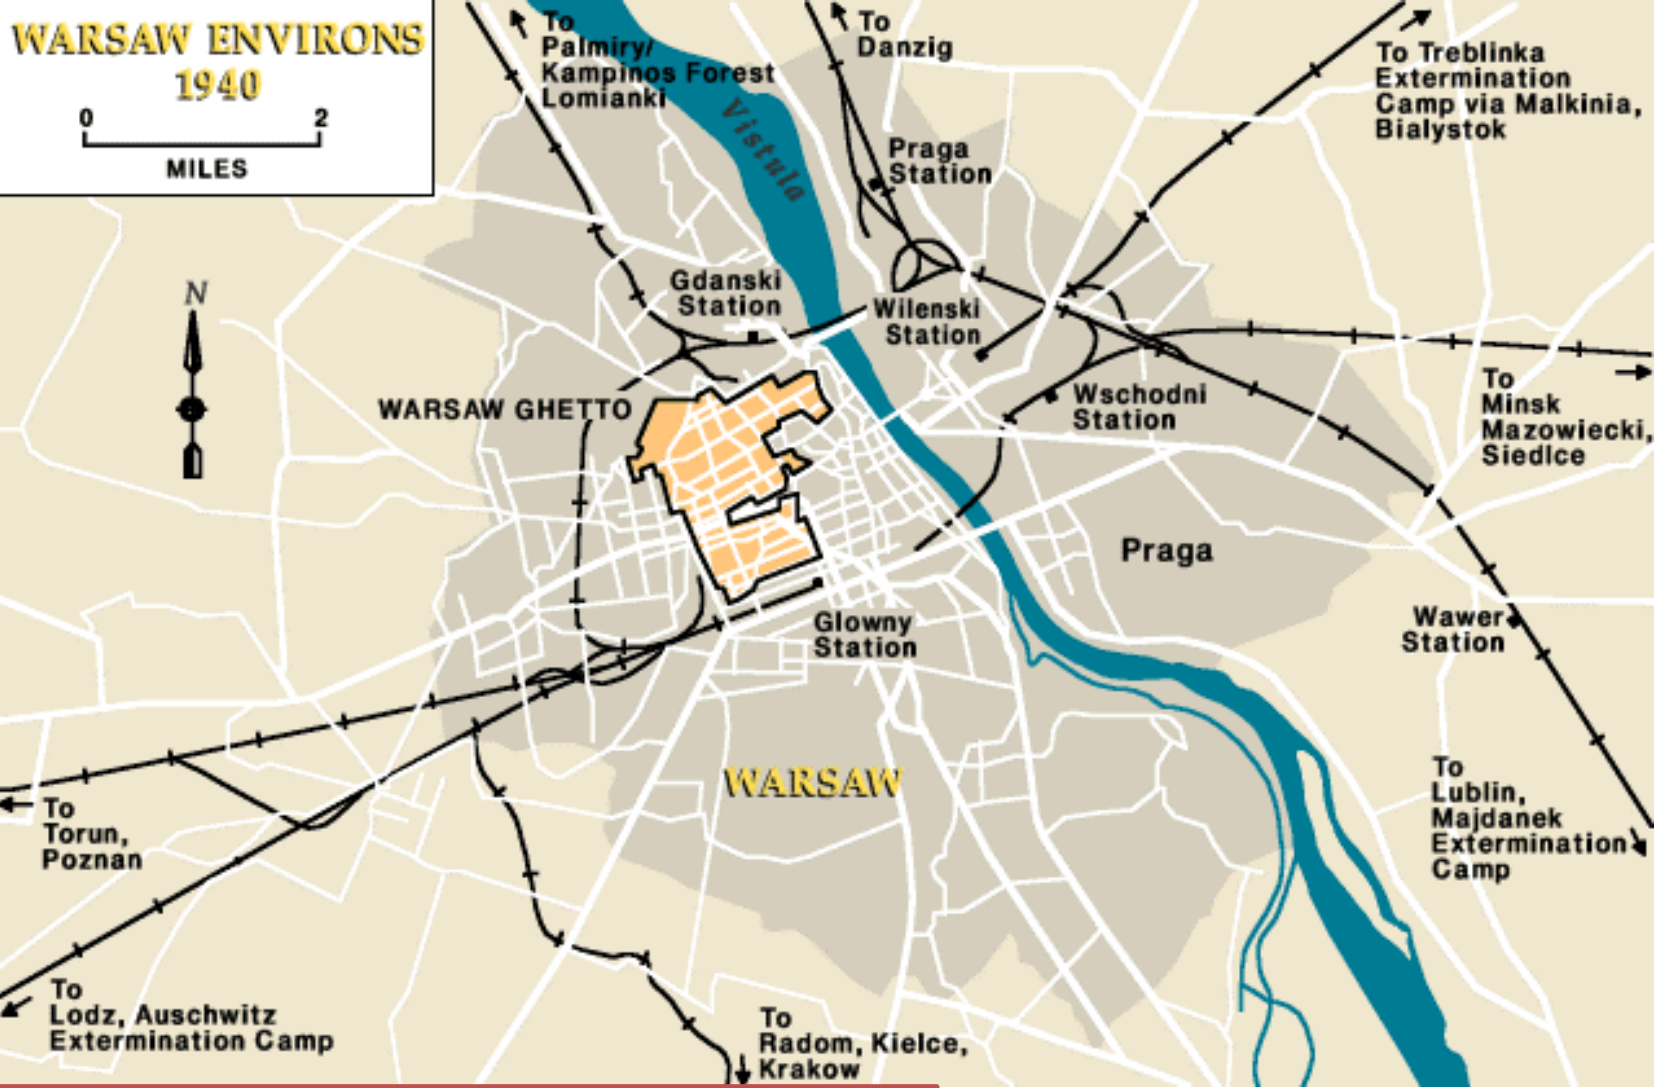 WARSAW ENVIRONS
1940
0 2
MILES
To
Palmiry/
Kampinos Forest
Lomianki
To
Danzig
To Treblinka
Extermination
Camp via Malkinia,
Bialystok
Vistula
Praga
Station
N
Gdanski
Station
Wilenski
Station
To
Minsk
Mazowiecki,
Siedlce
WARSAW GHETTO
Wschodni
Station
Praga
Glowny
Station
Wawer
Station
WARSAW
To
Lublin,
Majdanek
Extermination
Camp
To
Torun,
Poznan
To
Lodz, Auschwitz
Extermination Camp
To
Radom, Kielce,
Krakow